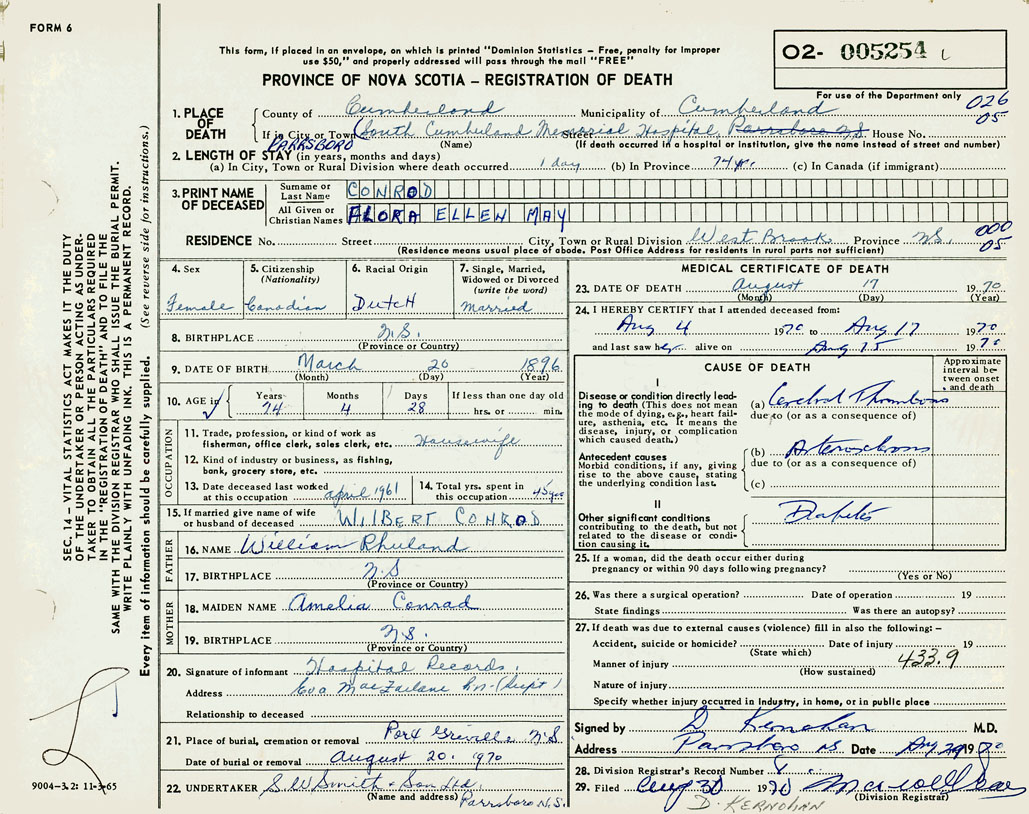 FORM 6
This form, if placed in an envelope, on which is printed "Dominion Statistics – Free, penalty for improper
use $50," and properly addressed will pass through the mail "FREE"
PROVINCE OF NOVA SCOTIA – REGISTRATION OF DEATH
O2- 005254
For use of the Department only
026
05
1. PLACE OF DEATH
County of Cumberland Municipality of Cumberland
If in City or Town (South Cumberland Memorial Hospital, Parrsboro N.S. Street House No.
PARRSBORO (Name) (If death occurred in a hospital or institution, give the name instead of street and number)
2. LENGTH OF STAY (in years, months and days)
(a) In City, Town or Rural Division where death occurred 1 day (b) In Province 74 yr. (c) In Canada (if immigrant)
3. PRINT NAME OF DECEASED
Surname or Last Name CONROD
All Given or Christian Names FLORA ELLEN MAY
RESIDENCE No. Street City, Town or Rural Division West Brook Province N.S. 000
05
(Residence means usual place of abode. Post Office Address for residents in rural parts not sufficient)
4. Sex Female
5. Citizenship (Nationality) Canadian
6. Racial Origin DUTCH
7. Single, Married, Widowed or Divorced (write the word) Married
8. BIRTHPLACE N.S.
(Province or Country)
9. DATE OF BIRTH March 20 1896
(Month) (Day) (Year)
10. AGE in Years 74 Months 4 Days 28 If less than one day old hrs. or min.
OCCUPATION
11. Trade, profession, or kind of work as fisherman, office clerk, sales clerk, etc. Housewife
12. Kind of industry or business, as fishing, bank, grocery store, etc.
13. Date deceased last worked at this occupation april 1961
14. Total yrs. spent in this occupation 45 yrs
15. If married give name of wife or husband of deceased WILBERT CONROD
FATHER
16. NAME William Rhuland
17. BIRTHPLACE N.S
(Province or Country)
MOTHER
18. MAIDEN NAME Amelia Conrad
19. BIRTHPLACE N.S.
(Province or Country)
20. Signature of informant Hospital Records.
Address Eva MacFarlane Rn-(Supt)
Relationship to deceased
21. Place of burial, cremation or removal Port Greville N.S.
Date of burial or removal August 20. 1970
22. UNDERTAKER S W Smith & Son Ltd.
(Name and address) Parrsboro N.S.
MEDICAL CERTIFICATE OF DEATH
23. DATE OF DEATH August 17 1970
(Month) (Day) (Year)
24. I HEREBY CERTIFY that I attended deceased from:
Aug 4 1970 to Aug 17 1970
and last saw her alive on Aug 15 1970
CAUSE OF DEATH
Approximate interval between onset and death
I
Disease or condition directly leading to death (This does not mean the mode of dying, e.g., heart failure, asthenia, etc. It means the disease, injury, or complication which caused death.)
(a) Cerebral Thrombosis
due to (or as a consequence of)
Antecedent causes
Morbid conditions, if any, giving rise to the above cause, stating the underlying condition last.
(b) Arteriosclerosis
due to (or as a consequence of)
(c)
II
Other significant conditions contributing to the death, but not related to the disease or condition causing it.
Diabetes
25. If a woman, did the death occur either during pregnancy or within 90 days following pregnancy?
(Yes or No)
26. Was there a surgical operation? Date of operation 19
State findings Was there an autopsy?
27. If death was due to external causes (violence) fill in also the following: –
Accident, suicide or homicide? Date of injury 19
(State which)
Manner of injury 433.9
(How sustained)
Nature of injury
Specify whether injury occurred in industry, in home, or in public place
Signed by D. Kernohan M.D.
Address Parrsboro N.S. Date Aug 29 1970
28. Division Registrar's Record Number
29. Filed Aug 30 1970
(Division Registrar)
D. KERNOHAN
SEC. 14 – VITAL STATISTICS ACT MAKES IT THE DUTY
OF THE UNDERTAKER OR PERSON ACTING AS UNDER-
TAKER TO OBTAIN ALL THE PARTICULARS REQUIRED
IN THE "REGISTRATION OF DEATH" AND TO FILE THE
SAME WITH THE DIVISION REGISTRAR WHO SHALL ISSUE THE BURIAL PERMIT.
WRITE PLAINLY WITH UNFADING INK. THIS IS A PERMANENT RECORD.
Every item of information should be carefully supplied. (See reverse side for instructions.)
9004-3.2: 11-3-65